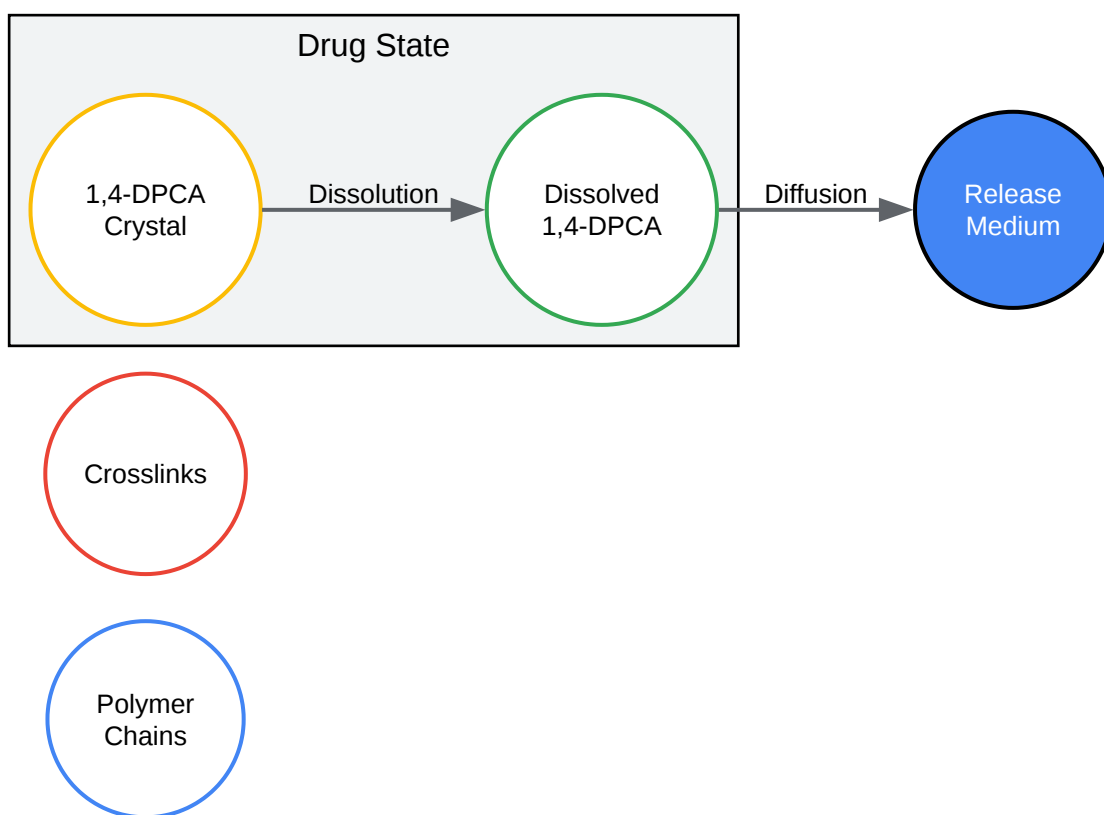 Drug State
1,4-DPCA
Crystal
Dissolution
Dissolved
1,4-DPCA
Diffusion
Release
Medium
Crosslinks
Polymer
Chains